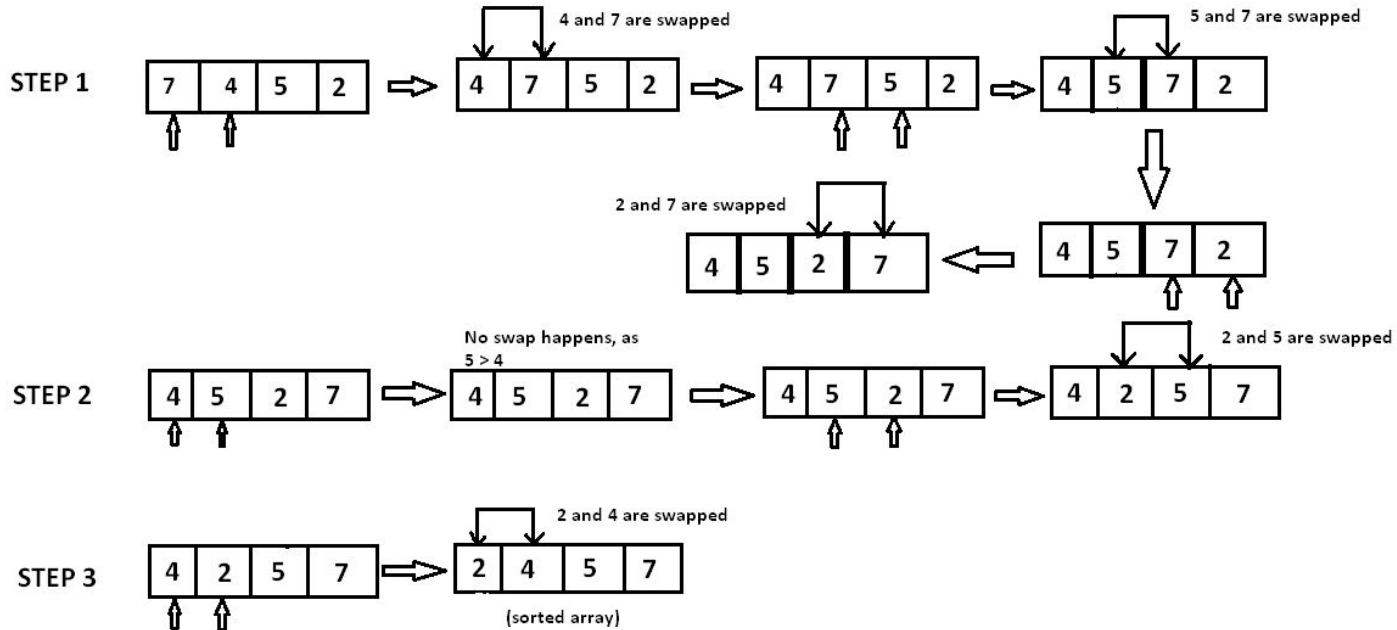 4 and 7 are swapped
5 and 7 are swapped
STEP 1
7 4 5 2
4 7 5 2
4 7 5 2
4 5 7 2
2 and 7 are swapped
4 5 2 7
4 5 7 2
No swap happens, as
5 > 4
2 and 5 are swapped
STEP 2
4 5 2 7
4 5 2 7
4 5 2 7
4 2 5 7
2 and 4 are swapped
STEP 3
4 2 5 7
2 4 5 7
(sorted array)